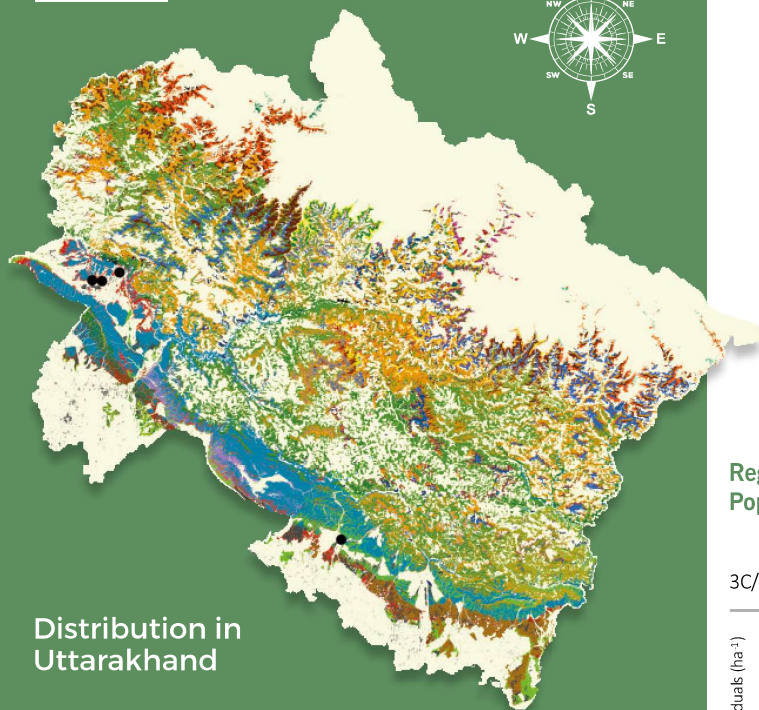 NW
NE
W
E
SW
SE
S
Reg
Pop
3C/
duals (ha⁻¹)
Distribution in
Uttarakhand